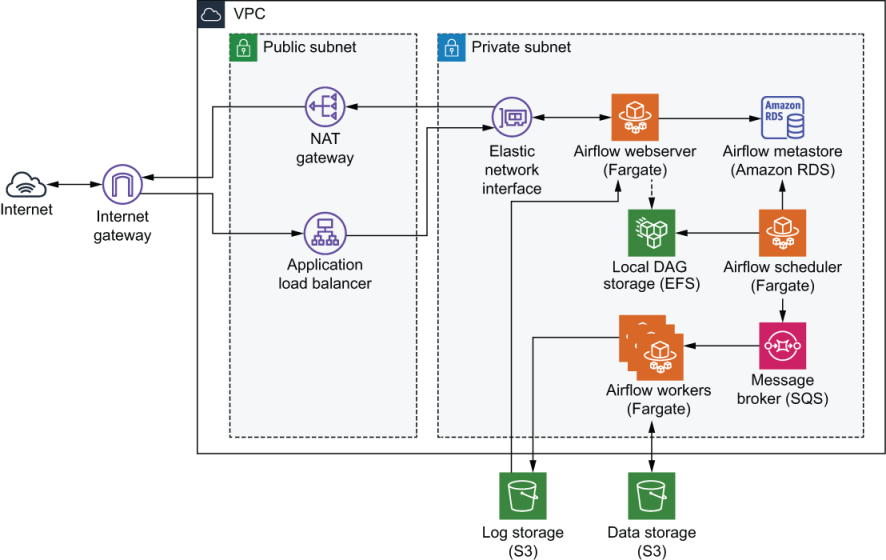 VPC
Public subnet
Private subnet
NAT
gateway
Elastic
network
interface
Airflow webserver
(Fargate)
Amazon
RDS
Airflow metastore
(Amazon RDS)
Internet
Internet
gateway
Application
load balancer
Local DAG
storage (EFS)
Airflow scheduler
(Fargate)
Airflow workers
(Fargate)
Message
broker (SQS)
Log storage
(S3)
Data storage
(S3)